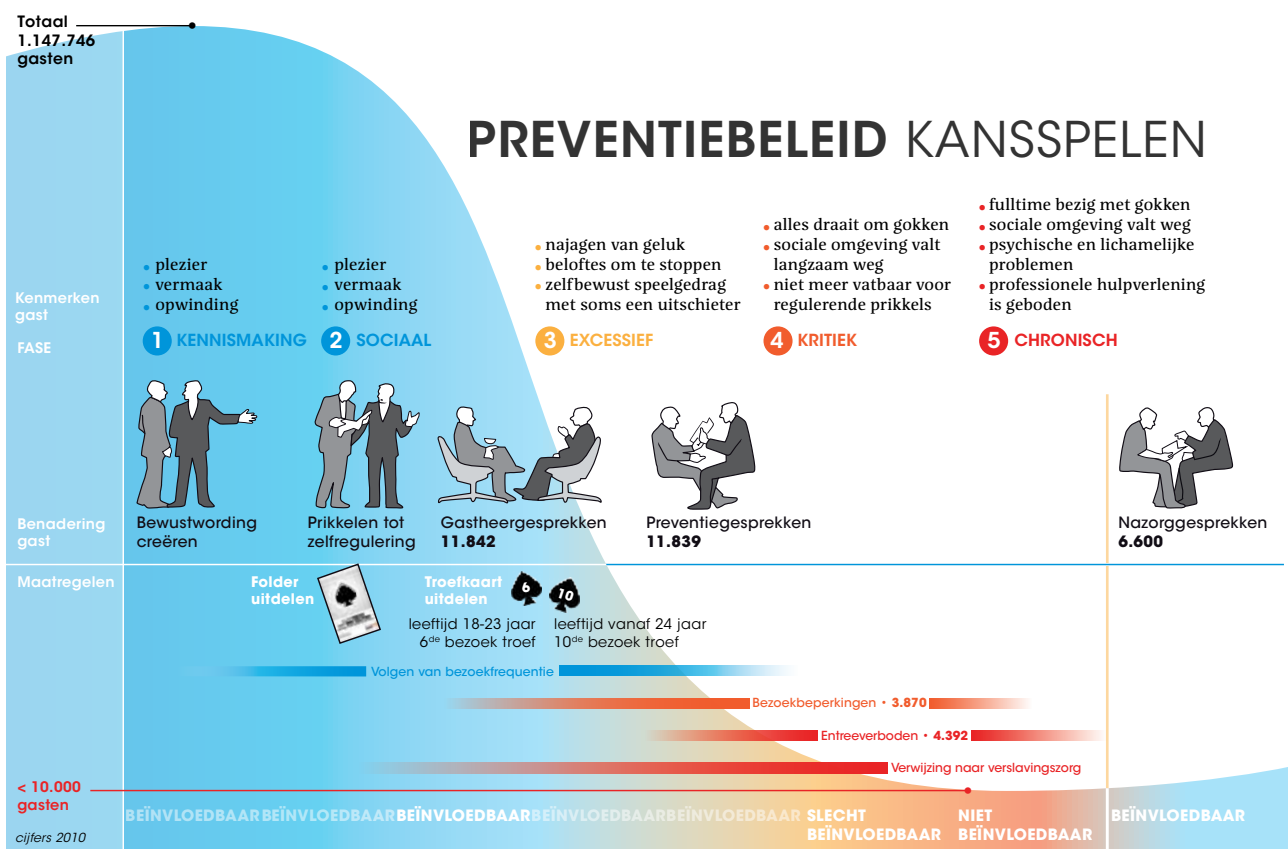 Totaal
1.147.746
gasten
PREVENTIEBELEID KANSSPELEN
Kenmerken
gast
• plezier
• vermaak
• opwinding
• plezier
• vermaak
• opwinding
• najagen van geluk
• beloftes om te stoppen
• zelfbewust speelgedrag
met soms een uitschieter
• alles draait om gokken
• sociale omgeving valt
langzaam weg
• niet meer vatbaar voor
regulerende prikkels
• fulltime bezig met gokken
• sociale omgeving valt weg
• psychische en lichamelijke
problemen
• professionele hulpverlening
is geboden
FASE
1 KENNISMAKING
2 SOCIAAL
3 EXCESSIEF
4 KRITIEK
5 CHRONISCH
Benadering
gast
Bewustwording
creëren
Prikkelen tot
zelfregulering
Gastheergesprekken
11.842
Preventiegesprekken
11.839
Nazorggesprekken
6.600
Maatregelen
Folder
uitdelen
Troefkaart
uitdelen
6
10
leeftijd 18-23 jaar
6de bezoek troef
leeftijd vanaf 24 jaar
10de bezoek troef
Volgen van bezoekfrequentie
Bezoekbeperkingen • 3.870
Entreeverboden • 4.392
Verwijzing naar verslavingszorg
< 10.000
gasten
BEÏNVLOEDBAAR BEÏNVLOEDBAAR BEÏNVLOEDBAAR BEÏNVLOEDBAAR BEÏNVLOEDBAAR
SLECHT
BEÏNVLOEDBAAR
NIET
BEÏNVLOEDBAAR
BEÏNVLOEDBAAR
cijfers 2010